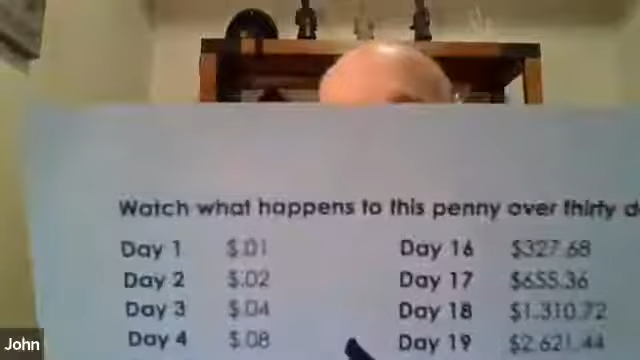 Watch what happens to this penny over thirty d
Day 1 $.01 Day 16 $327.68
Day 2 $.02 Day 17 $655.36
Day 3 $.04 Day 18 $1,310.72
Day 4 $.08 Day 19 $2,621.44
John